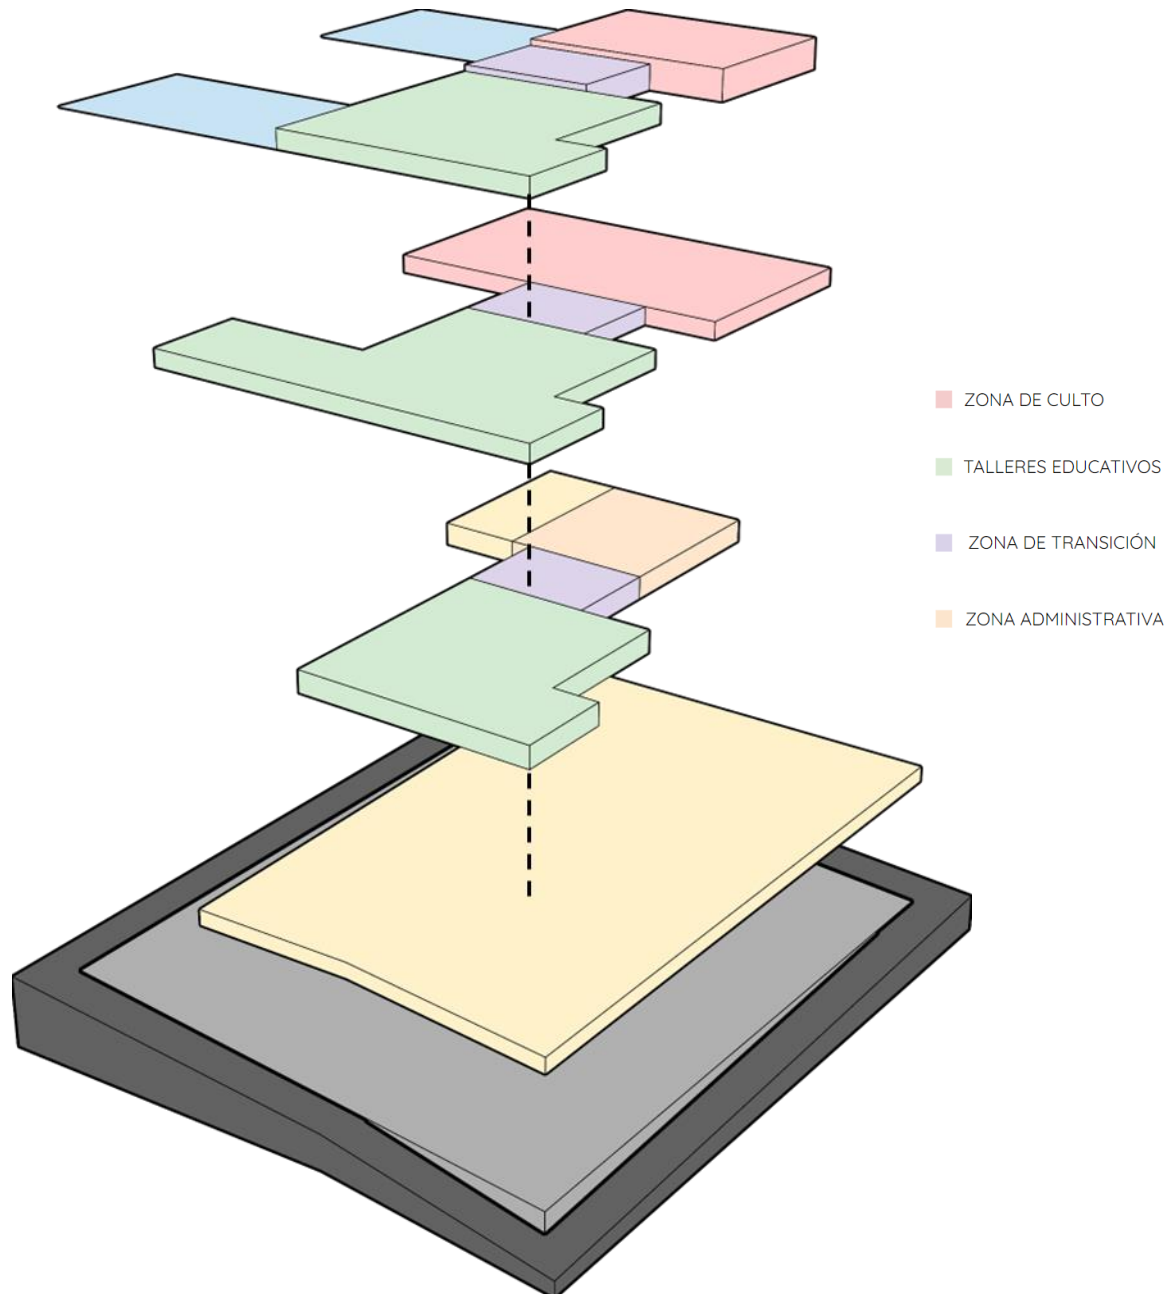 ZONA DE CULTO
TALLERES EDUCATIVOS
ZONA DE TRANSICIÓN
ZONA ADMINISTRATIVA